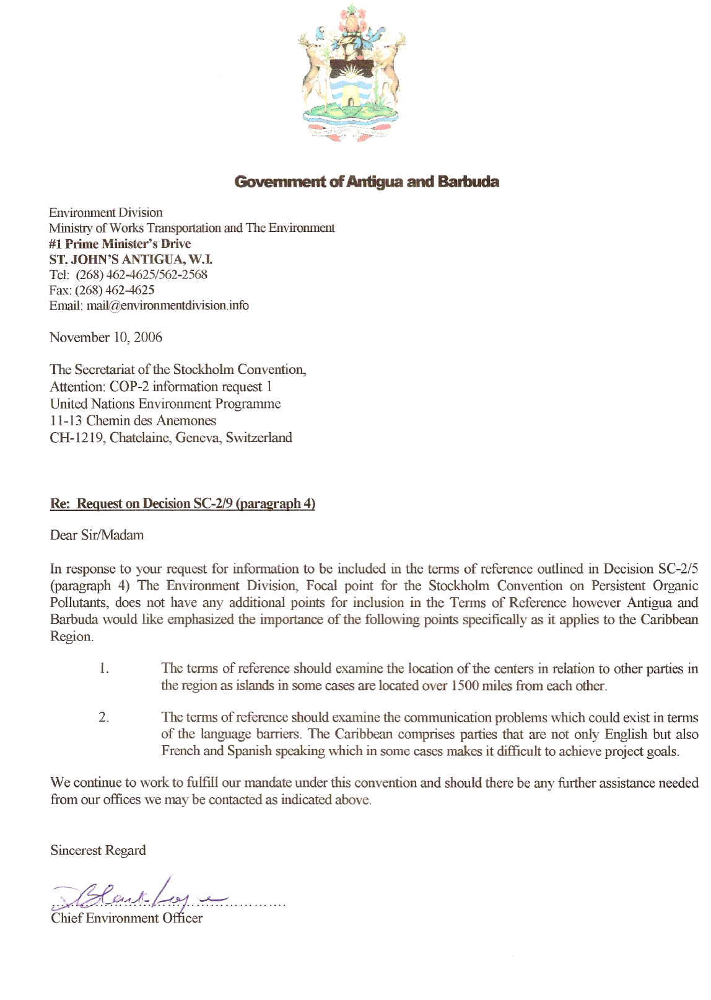 Government of Antigua and Barbuda
Environment Division
Ministry of Works Transportation and The Environment
#1 Prime Minister's Drive
ST. JOHN'S ANTIGUA, W.I.
Tel:  (268) 462-4625/562-2568
Fax: (268) 462-4625
Email: mail@environmentdivision.info
November 10, 2006
The Secretariat of the Stockholm Convention,
Attention: COP-2 information request 1
United Nations Environment Programme
11-13 Chemin des Anemones
CH-1219, Chatelaine, Geneva, Switzerland
Re:  Request on Decision SC-2/9 (paragraph 4)
Dear Sir/Madam
In response to your request for information to be included in the terms of reference outlined in Decision SC-2/5
(paragraph 4) The Environment Division, Focal point for the Stockholm Convention on Persistent Organic
Pollutants, does not have any additional points for inclusion in the Terms of Reference however Antigua and
Barbuda would like emphasized the importance of the following points specifically as it applies to the Caribbean
Region.
1. The terms of reference should examine the location of the centers in relation to other parties in
the region as islands in some cases are located over 1500 miles from each other.
2. The terms of reference should examine the communication problems which could exist in terms
of the language barriers. The Caribbean comprises parties that are not only English but also
French and Spanish speaking which in some cases makes it difficult to achieve project goals.
We continue to work to fulfill our mandate under this convention and should there be any further assistance needed
from our offices we may be contacted as indicated above.
Sincerest Regard
Chief Environment Officer